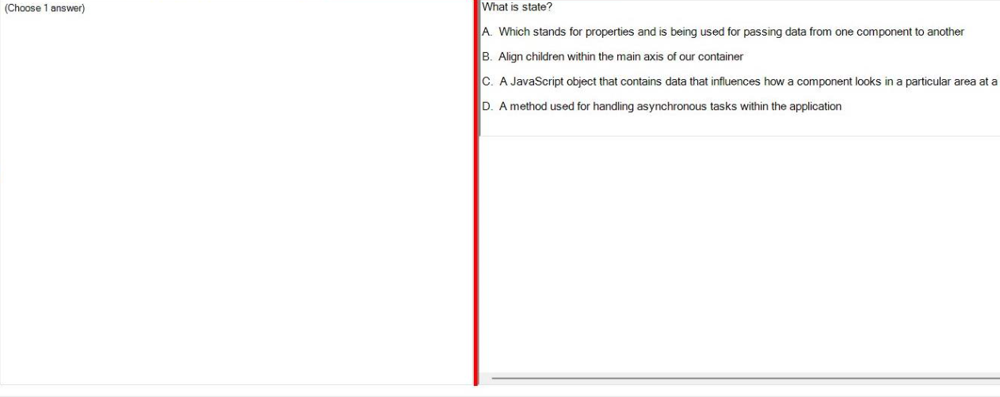 (Choose 1 answer)
What is state?
A. Which stands for properties and is being used for passing data from one component to another
B. Align children within the main axis of our container
C. A JavaScript object that contains data that influences how a component looks in a particular area at a
D. A method used for handling asynchronous tasks within the application